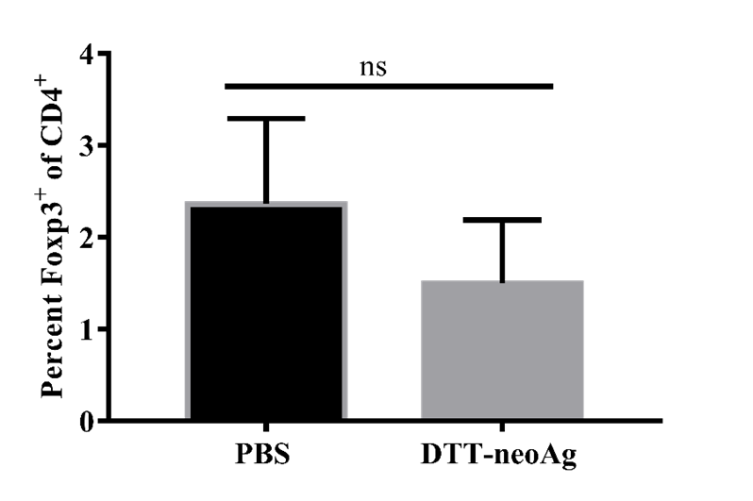 ns
Percent Foxp3⁺ of CD4⁺
4
3
2
1
0
PBS
DTT-neoAg